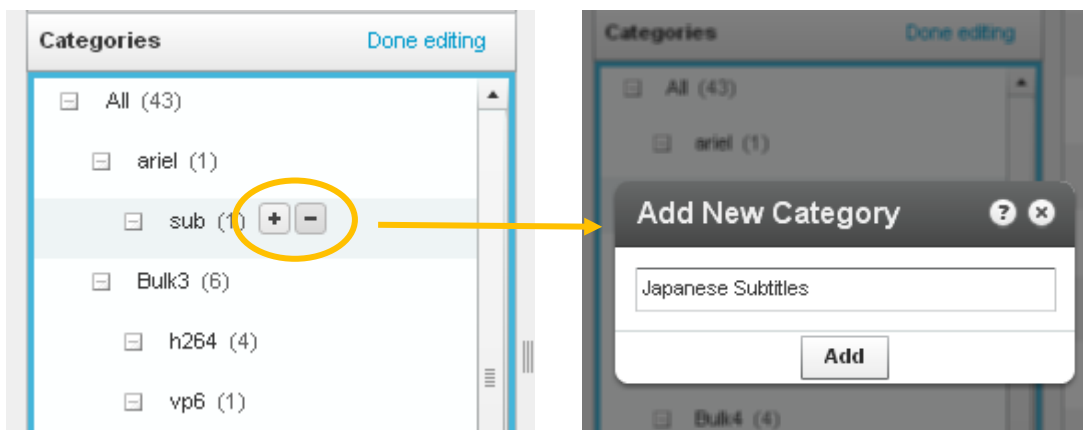 Categories Done editing
All (43)
ariel (1)
sub (1) + -
Bulk3 (6)
h264 (4)
vp6 (1)
Categories Done editing
All (43)
ariel (1)
Add New Category ?
Japanese Subtitles
Add
Bulk4 (4)